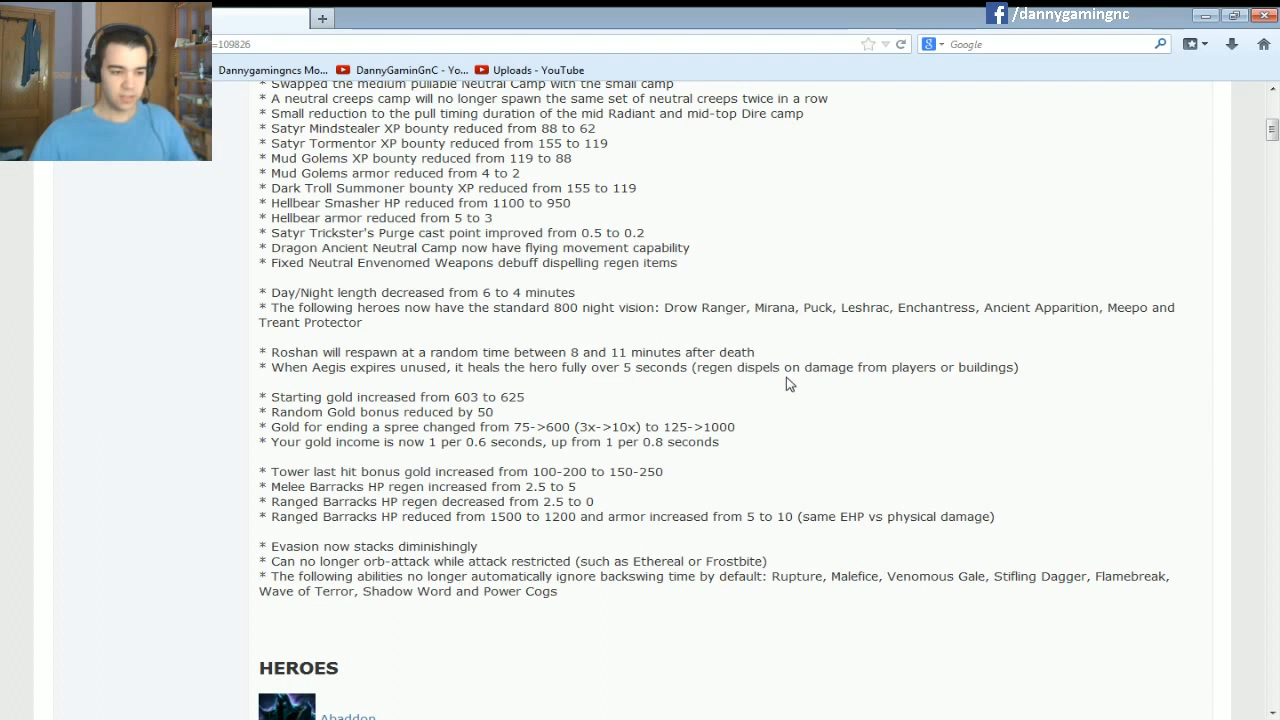 +
f /dannygamingnc
=109826
Google
Dannygamingncs Mo... DannyGaminGnC - Yo... Uploads - YouTube
* Swapped the medium pullable Neutral Camp with the small camp
* A neutral creeps camp will no longer spawn the same set of neutral creeps twice in a row
* Small reduction to the pull timing duration of the mid Radiant and mid-top Dire camp
* Satyr Mindstealer XP bounty reduced from 88 to 62
* Satyr Tormentor XP bounty reduced from 155 to 119
* Mud Golems XP bounty reduced from 119 to 88
* Mud Golems armor reduced from 4 to 2
* Dark Troll Summoner bounty XP reduced from 155 to 119
* Hellbear Smasher HP reduced from 1100 to 950
* Hellbear armor reduced from 5 to 3
* Satyr Trickster's Purge cast point improved from 0.5 to 0.2
* Dragon Ancient Neutral Camp now have flying movement capability
* Fixed Neutral Envenomed Weapons debuff dispelling regen items
* Day/Night length decreased from 6 to 4 minutes
* The following heroes now have the standard 800 night vision: Drow Ranger, Mirana, Puck, Leshrac, Enchantress, Ancient Apparition, Meepo and
Treant Protector
* Roshan will respawn at a random time between 8 and 11 minutes after death
* When Aegis expires unused, it heals the hero fully over 5 seconds (regen dispels on damage from players or buildings)
* Starting gold increased from 603 to 625
* Random Gold bonus reduced by 50
* Gold for ending a spree changed from 75->600 (3x->10x) to 125->1000
* Your gold income is now 1 per 0.6 seconds, up from 1 per 0.8 seconds
* Tower last hit bonus gold increased from 100-200 to 150-250
* Melee Barracks HP regen increased from 2.5 to 5
* Ranged Barracks HP regen decreased from 2.5 to 0
* Ranged Barracks HP reduced from 1500 to 1200 and armor increased from 5 to 10 (same EHP vs physical damage)
* Evasion now stacks diminishingly
* Can no longer orb-attack while attack restricted (such as Ethereal or Frostbite)
* The following abilities no longer automatically ignore backswing time by default: Rupture, Malefice, Venomous Gale, Stifling Dagger, Flamebreak,
Wave of Terror, Shadow Word and Power Cogs
HEROES
Abaddon